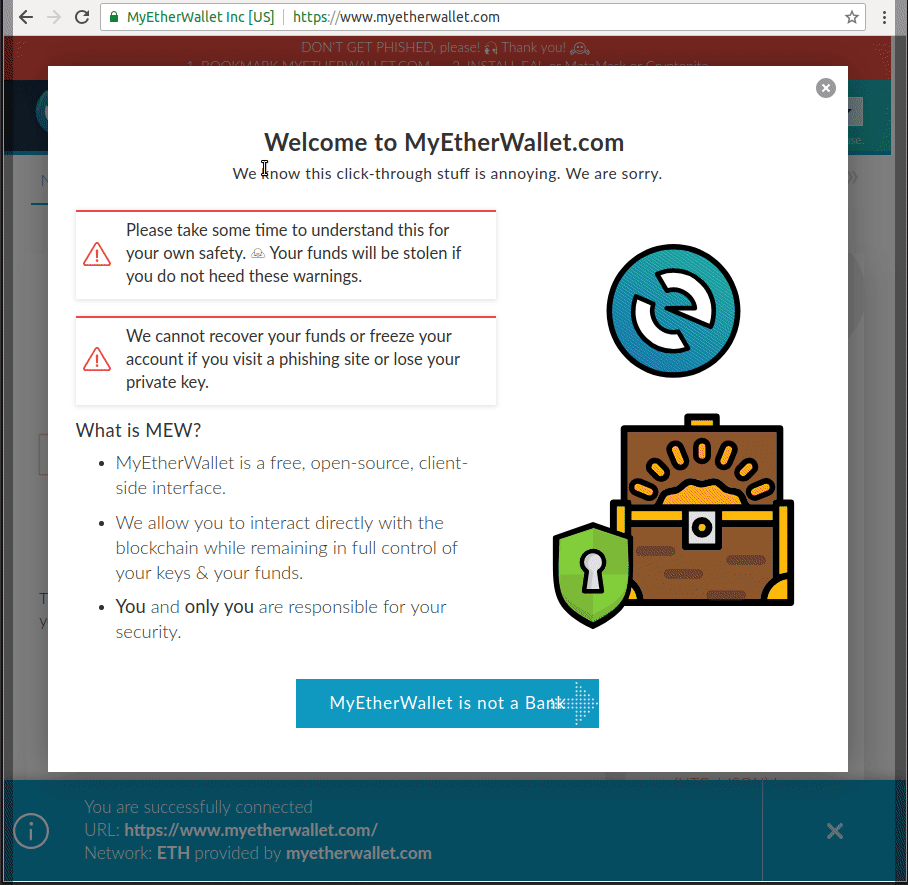 MyEtherWallet Inc [US] https://www.myetherwallet.com
DON'T GET PHISHED, please! Thank you!
1. BOOKMARK MYETHERWALLET.COM 2. INSTALL EAL or MetaMask or Cryptonite
Welcome to MyEtherWallet.com
We know this click-through stuff is annoying. We are sorry.
Please take some time to understand this for
your own safety. Your funds will be stolen if
you do not heed these warnings.
We cannot recover your funds or freeze your
account if you visit a phishing site or lose your
private key.
What is MEW?
• MyEtherWallet is a free, open-source, client-
side interface.
• We allow you to interact directly with the
blockchain while remaining in full control of
your keys & your funds.
• You and only you are responsible for your
security.
MyEtherWallet is not a Bank
You are successfully connected
URL: https://www.myetherwallet.com/
Network: ETH provided by myetherwallet.com